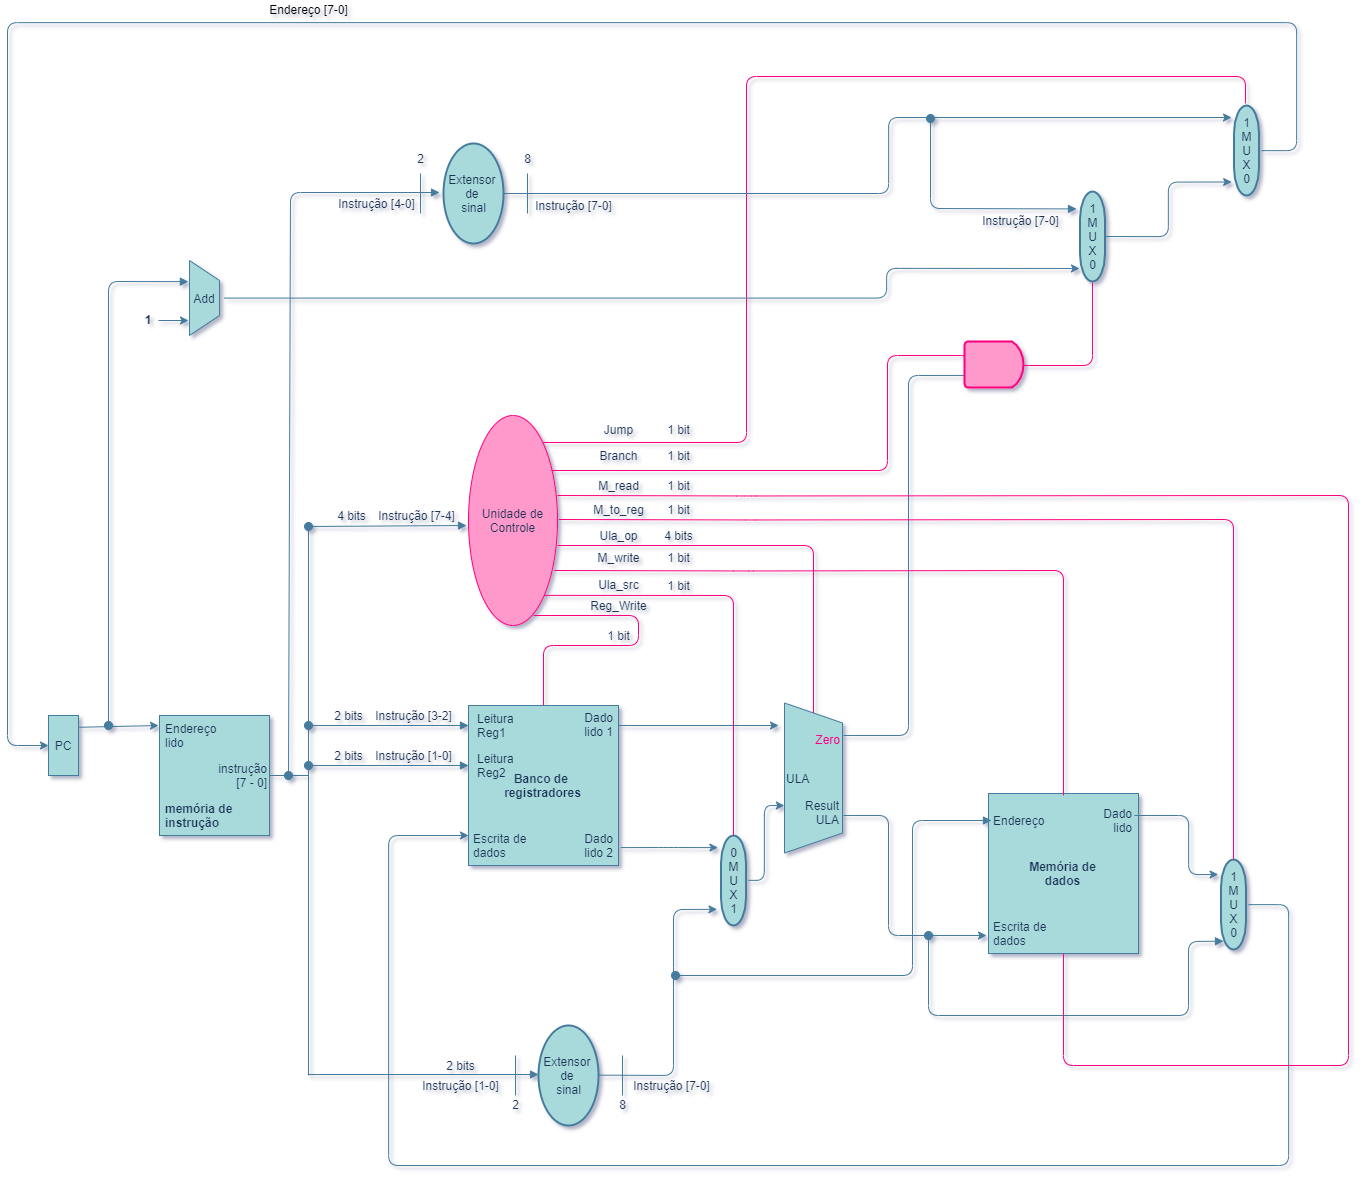 Endereço [7-0]
1
M
U
X
0
2
8
Extensor
de
sinal
Instrução [4-0]
Instrução [7-0]
1
M
U
X
0
Instrução [7-0]
Add
1
Jump 1 bit
Branch 1 bit
M_read 1 bit
M_to_reg 1 bit
Ula_op 4 bits
M_write 1 bit
Ula_src 1 bit
Reg_Write
1 bit
4 bits Instrução [7-4]
Unidade de
Controle
PC
Endereço
lido
instrução
[7 - 0]
memória de
instrução
2 bits Instrução [3-2]
2 bits Instrução [1-0]
Leitura
Reg1
Leitura
Reg2
Dado
lido 1
Banco de
registradores
Escrita de
dados
Dado
lido 2
0
M
U
X
1
Zero
ULA
Result
ULA
Endereço
Dado
lido
Memória de
dados
Escrita de
dados
1
M
U
X
0
2 bits
Instrução [1-0]
2
Extensor
de
sinal
Instrução [7-0]
8